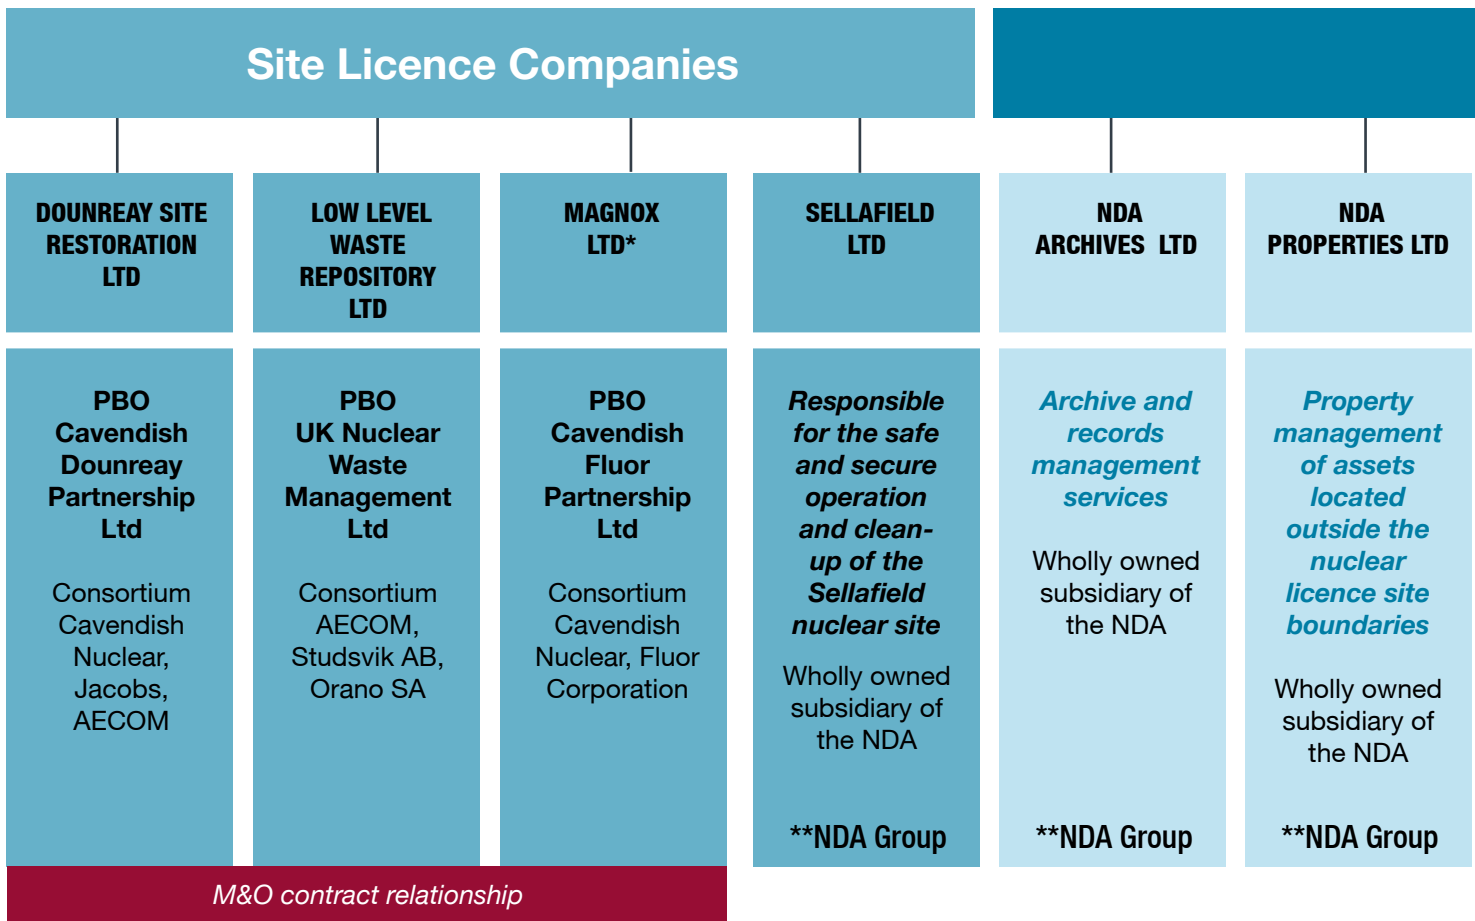 Site Licence Companies
DOUNREAY SITE
RESTORATION
LTD
LOW LEVEL
WASTE
REPOSITORY
LTD
MAGNOX
LTD*
SELLAFIELD
LTD
NDA
ARCHIVES LTD
NDA
PROPERTIES LTD
PBO
Cavendish
Dounreay
Partnership
Ltd
Consortium
Cavendish
Nuclear,
Jacobs,
AECOM
PBO
UK Nuclear
Waste
Management
Ltd
Consortium
AECOM,
Studsvik AB,
Orano SA
PBO
Cavendish
Fluor
Partnership
Ltd
Consortium
Cavendish
Nuclear, Fluor
Corporation
Responsible
for the safe
and secure
operation
and clean-
up of the
Sellafield
nuclear site
Wholly owned
subsidiary of
the NDA
**NDA Group
Archive and
records
management
services
Wholly owned
subsidiary of
the NDA
**NDA Group
Property
management
of assets
located
outside the
nuclear
licence site
boundaries
Wholly owned
subsidiary of
the NDA
**NDA Group
M&O contract relationship